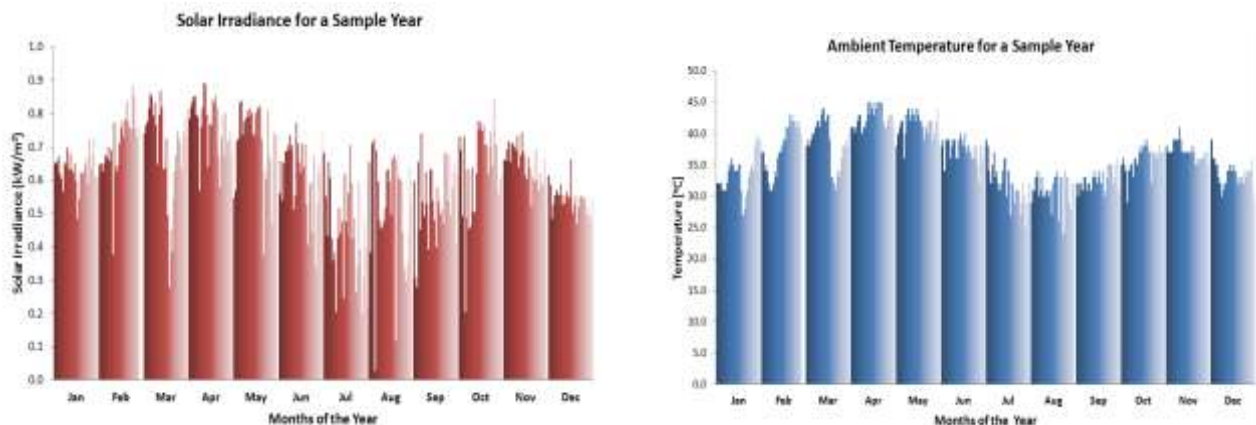 Solar Irradiance for a Sample Year
Solar Irradiance (kW/m²)
1.0
0.9
0.8
0.7
0.6
0.5
0.4
0.3
0.2
0.1
0.0
Jan Feb Mar Apr May Jun Jul Aug Sep Oct Nov Dec
Months of the Year
Ambient Temperature for a Sample Year
Temperature [°C]
50.0
45.0
40.0
35.0
30.0
25.0
20.0
15.0
10.0
5.0
0.0
Jan Feb Mar Apr May Jun Jul Aug Sep Oct Nov Dec
Months of the Year